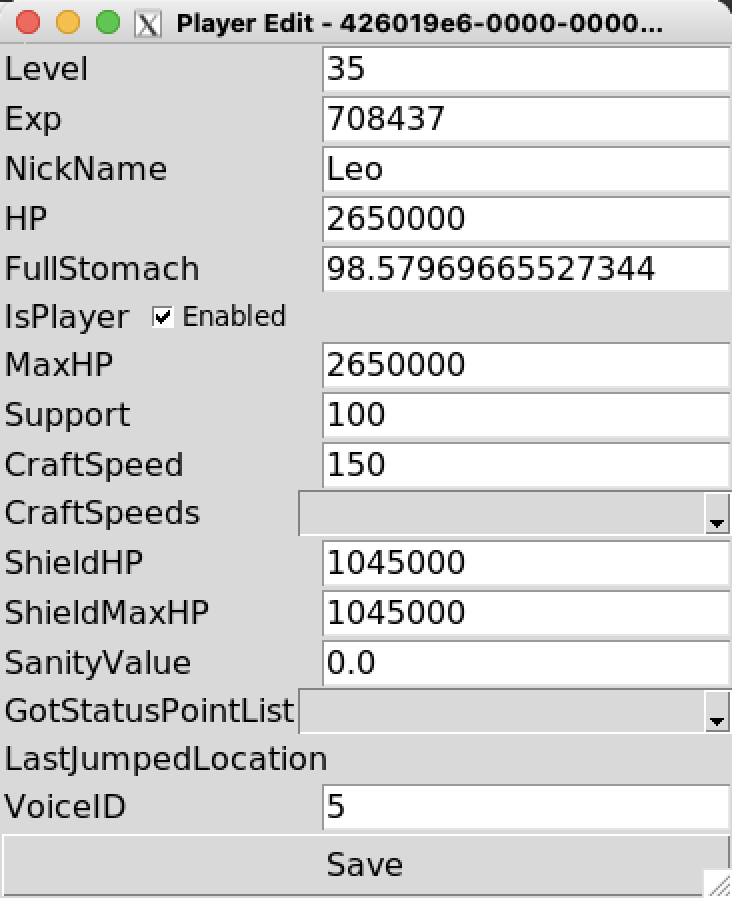 Player Edit - 426019e6-0000-0000...
Level 35
Exp 708437
NickName Leo
HP 2650000
FullStomach 98.57969665527344
IsPlayer Enabled
MaxHP 2650000
Support 100
CraftSpeed 150
CraftSpeeds
ShieldHP 1045000
ShieldMaxHP 1045000
SanityValue 0.0
GotStatusPointList
LastJumpedLocation
VoiceID 5
Save